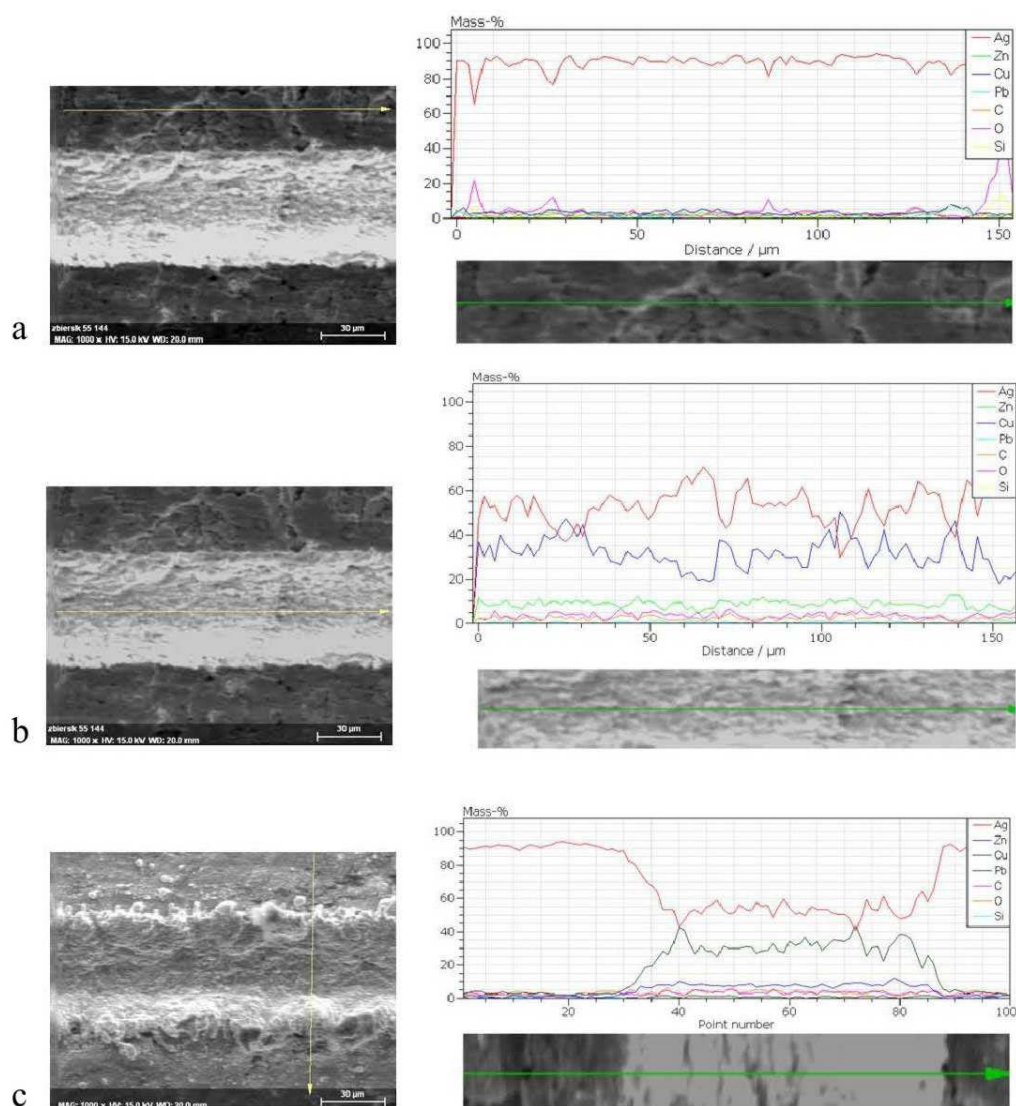 Mass-%
100
80
60
40
20
0
0 50 100 150
Distance / µm
Ag
Zn
Cu
Pb
C
O
Si
a
zbiersk 55 144
MAG: 1000 x HV: 15.0 kV WD: 20.0 mm
30 µm
Mass-%
100
80
60
40
20
0
0 50 100 150
Distance / µm
Ag
Zn
Cu
Pb
C
O
Si
b
zbiersk 55 144
MAG: 1000 x HV: 15.0 kV WD: 20.0 mm
30 µm
Mass-%
100
80
60
40
20
0
20 40 60 80 100
Point number
Ag
Zn
Cu
Pb
C
O
Si
c
MAG: 1000 x HV: 15.0 kV WD: 20.0 mm
30 µm